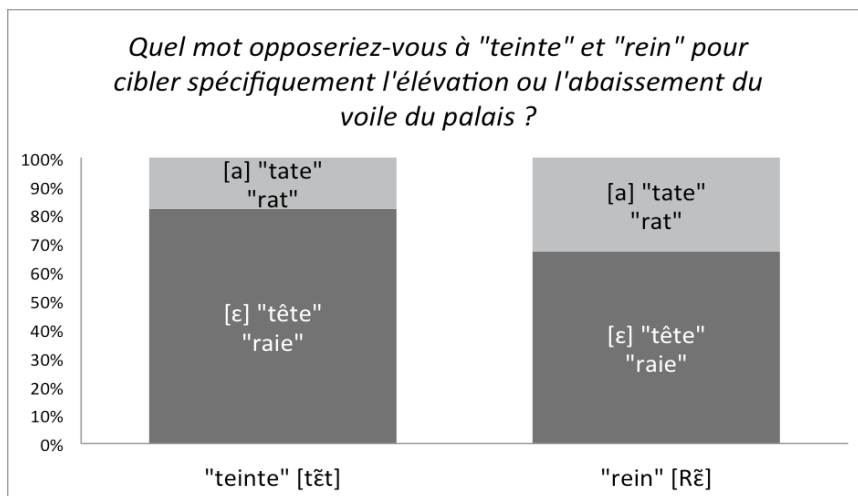 Quel mot opposeriez-vous à "teinte" et "rein" pour
cibler spécifiquement l'élévation ou l'abaissement du
voile du palais ?
100%
90%
80%
70%
60%
50%
40%
30%
20%
10%
0%
[a] "tate"
"rat"
[ε] "tête"
"raie"
[a] "tate"
"rat"
[ε] "tête"
"raie"
"teinte" [tɛ̃t]
"rein" [Rɛ̃]